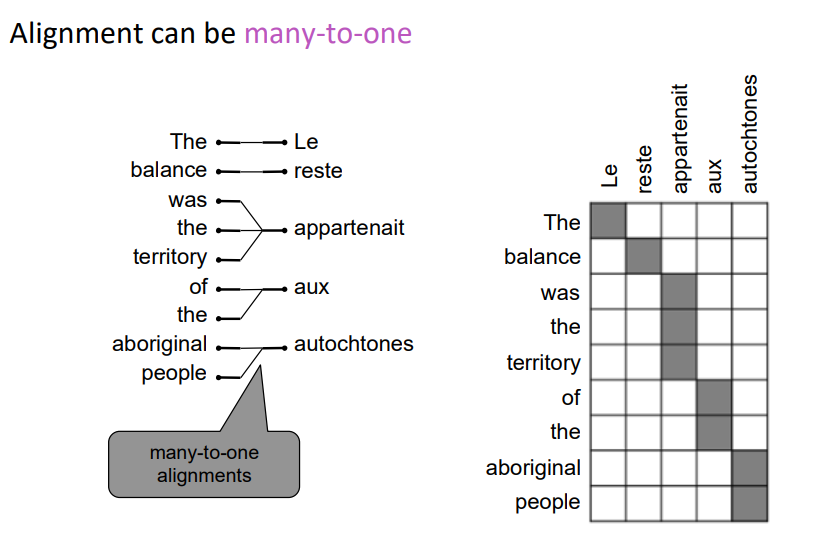 Alignment can be many-to-one
The Le
balance reste
was
the appartenait
territory
of aux
the
aboriginal autochtones
people
many-to-one
alignments
Le
reste
appartenait
aux
autochtones
The
balance
was
the
territory
of
the
aboriginal
people